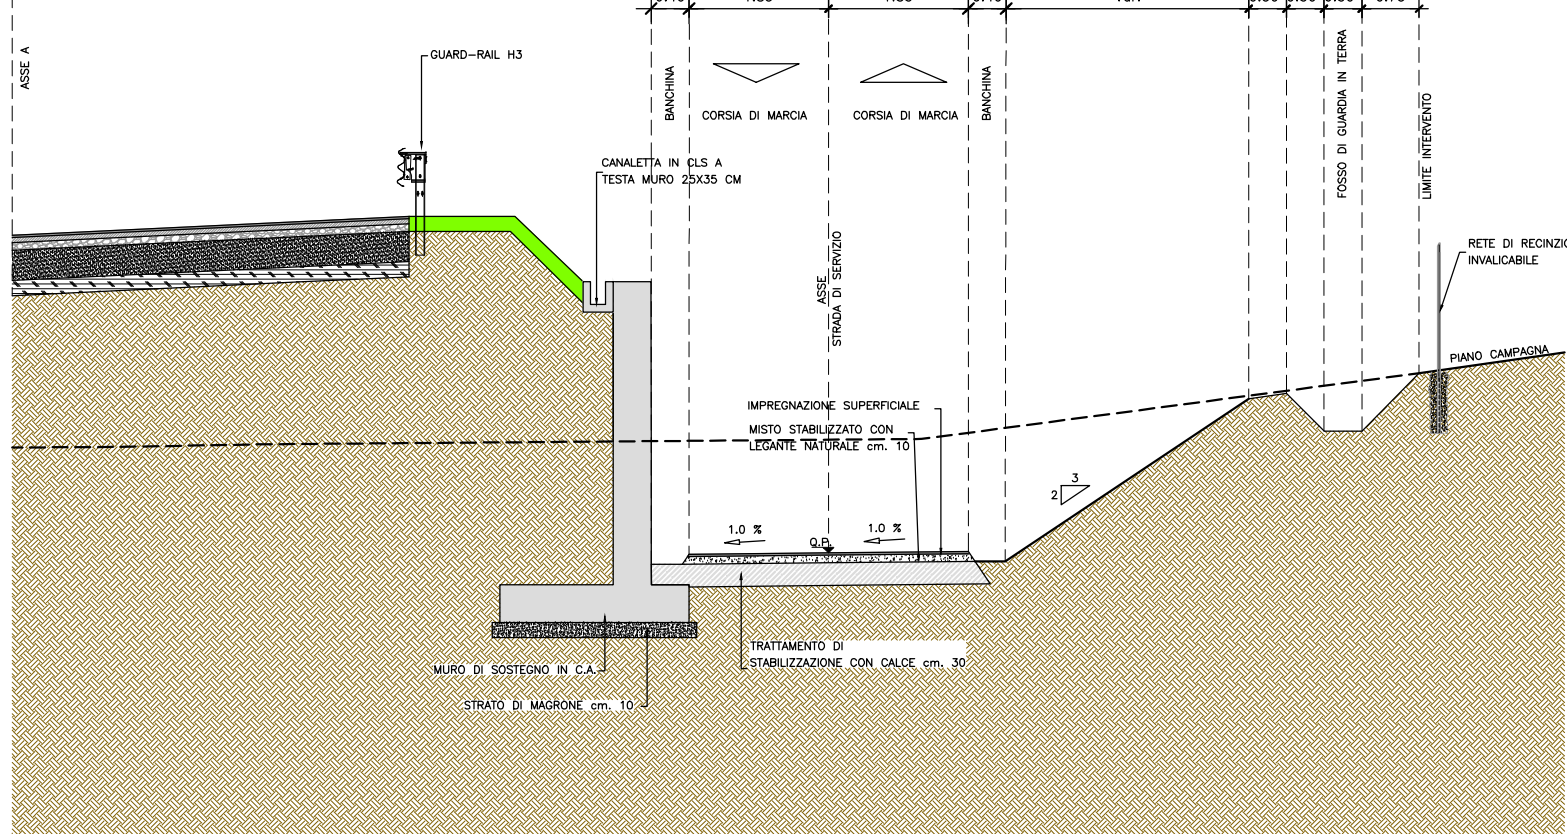 ASSE A
GUARD-RAIL H3
BANCHINA
CORSIA DI MARCIA
CORSIA DI MARCIA
BANCHINA
FOSSO DI GUARDIA IN TERRA
LIMITE INTERVENTO
CANALETTA IN CLS A
TESTA MURO 25X35 CM
ASSE
STRADA DI SERVIZIO
RETE DI RECINZIO
INVALICABILE
PIANO CAMPAGNA
IMPREGNAZIONE SUPERFICIALE
MISTO STABILIZZATO CON
LEGANTE NATURALE cm. 10
3
2
1.0 %
1.0 %
Q.P.
TRATTAMENTO DI
STABILIZZAZIONE CON CALCE cm. 30
MURO DI SOSTEGNO IN C.A.
STRATO DI MAGRONE cm. 10